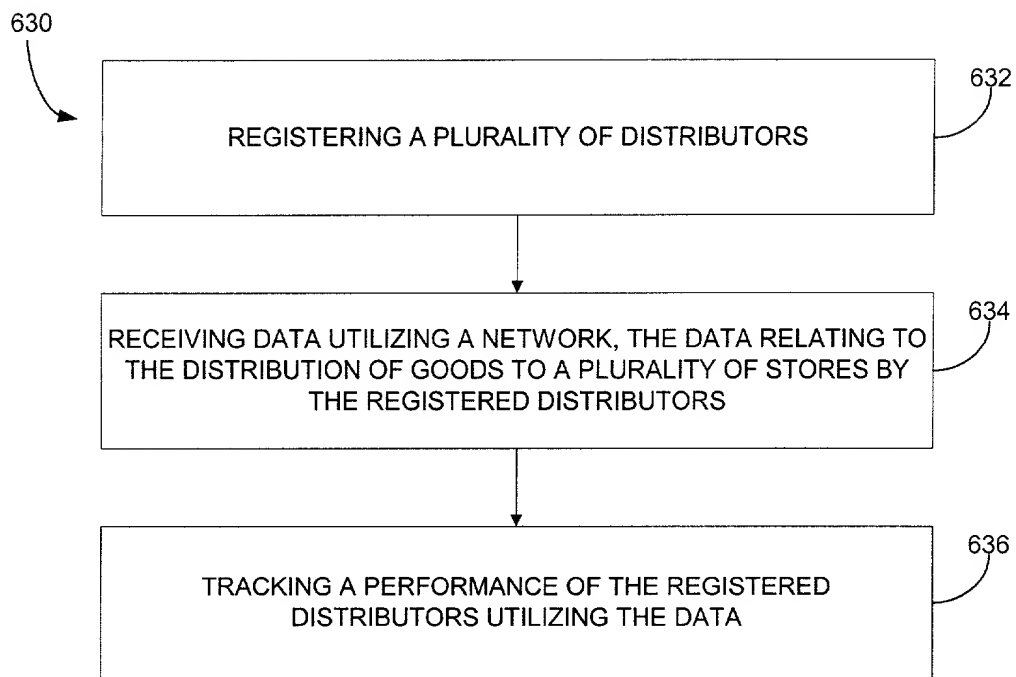 630
632
REGISTERING A PLURALITY OF DISTRIBUTORS
634
RECEIVING DATA UTILIZING A NETWORK, THE DATA RELATING TO
THE DISTRIBUTION OF GOODS TO A PLURALITY OF STORES BY
THE REGISTERED DISTRIBUTORS
636
TRACKING A PERFORMANCE OF THE REGISTERED
DISTRIBUTORS UTILIZING THE DATA